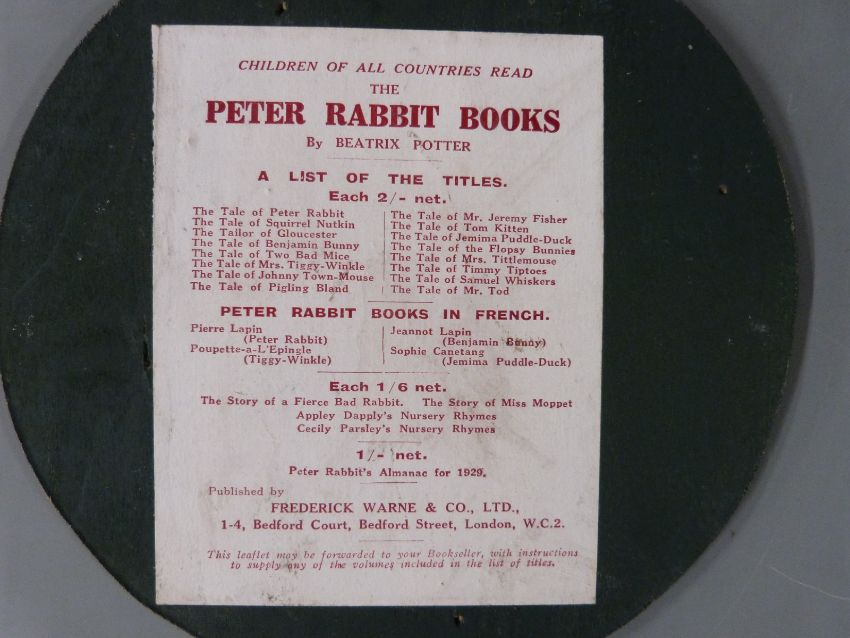 CHILDREN OF ALL COUNTRIES READ
THE
PETER RABBIT BOOKS
By BEATRIX POTTER
A LIST OF THE TITLES.
Each 2/- net.
The Tale of Peter Rabbit
The Tale of Squirrel Nutkin
The Tailor of Gloucester
The Tale of Benjamin Bunny
The Tale of Two Bad Mice
The Tale of Mrs. Tiggy-Winkle
The Tale of Johnny Town-Mouse
The Tale of Pigling Bland
The Tale of Mr. Jeremy Fisher
The Tale of Tom Kitten
The Tale of Jemima Puddle-Duck
The Tale of the Flopsy Bunnies
The Tale of Mrs. Tittlemouse
The Tale of Timmy Tiptoes
The Tale of Samuel Whiskers
The Tale of Mr. Tod
PETER RABBIT BOOKS IN FRENCH.
Pierre Lapin
(Peter Rabbit)
Poupette-a-L'Epingle
(Tiggy-Winkle)
Jeannot Lapin
(Benjamin Bunny)
Sophie Canetang
(Jemima Puddle-Duck)
Each 1/6 net.
The Story of a Fierce Bad Rabbit. The Story of Miss Moppet
Appley Dapply's Nursery Rhymes
Cecily Parsley's Nursery Rhymes
1/- net.
Peter Rabbit's Almanac for 1929.
Published by
FREDERICK WARNE & CO., LTD.,
1-4, Bedford Court, Bedford Street, London, W.C.2.
This leaflet may be forwarded to your Bookseller, with instructions
to supply any of the volumes included in the list of titles.